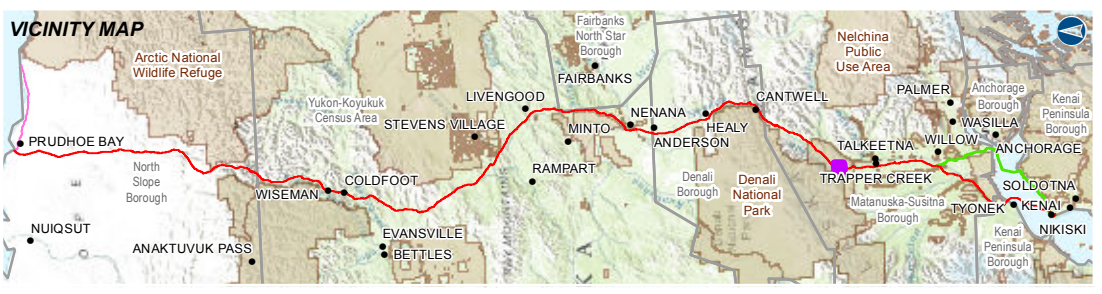 VICINITY MAP
Arctic National
Wildlife Refuge
Fairbanks
North Star
Borough
FAIRBANKS
Nelchina
Public
Use Area
PALMER
Anchorage
Borough
Kenai
Peninsula
Borough
WASILLA
Yukon-Koyukuk
Census Area
LIVENGOOD
STEVENS VILLAGE
MINTO
NENANA
ANDERSON
HEALY
CANTWELL
TALKEETNA
WILLOW
ANCHORAGE
PRUDHOE BAY
North
Slope
Borough
WISEMAN
COLDFOOT
RAMPART
Denali
Borough
Denali
National
Park
TRAPPER CREEK
Matanuska-Susitna
Borough
SOLDOTNA
TYONEK
KENAI
NIKISKI
Kenai
Peninsula
Borough
NUIQSUT
ANAKTUVUK PASS
EVANSVILLE
BETTLES
K A